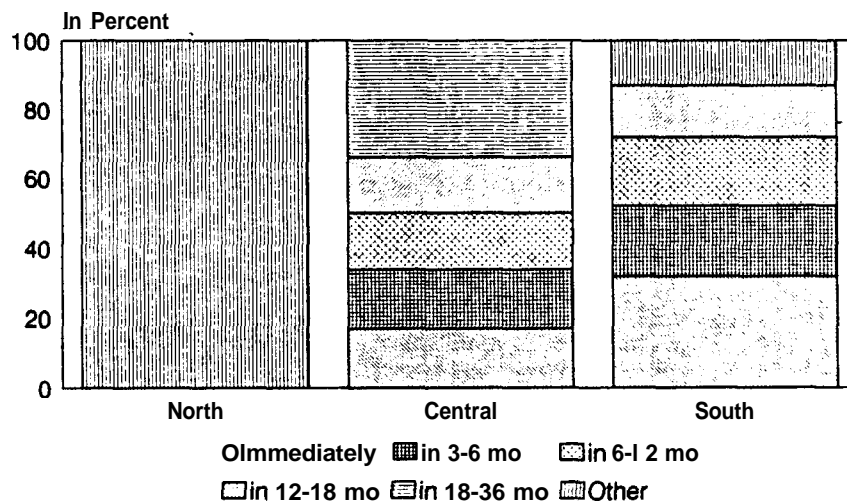 In Percent
100
80
60
40
20
0
North Central South
OImmediately in 3-6 mo in 6-I 2 mo
in 12-18 mo in 18-36 mo Other